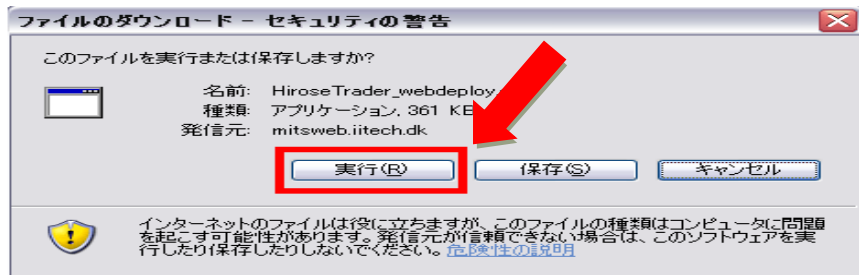 ファイルのダウンロード - セキュリティの警告
このファイルを実行または保存しますか?
名前: HiroseTrader_webdeploy
種類: アプリケーション, 361 KB
発信元: mitsweb.iitech.dk
実行(R) 保存(S) キャンセル
インターネットのファイルは役に立ちますが、このファイルの種類はコンピュータに問題
を起こす可能性があります。発信元が信頼できない場合は、このソフトウェアを実
行したり保存したりしないでください。危険性の説明